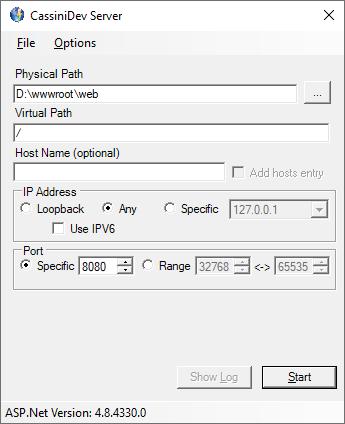 CassiniDev Server
File Options
Physical Path
D:\wwwroot\web
...
Virtual Path
/
Host Name (optional)
Add hosts entry
IP Address
Loopback Any Specific 127.0.0.1
Use IPV6
Port
Specific 8080 Range 32768 <-> 65535
Show Log Start
ASP.Net Version: 4.8.4330.0